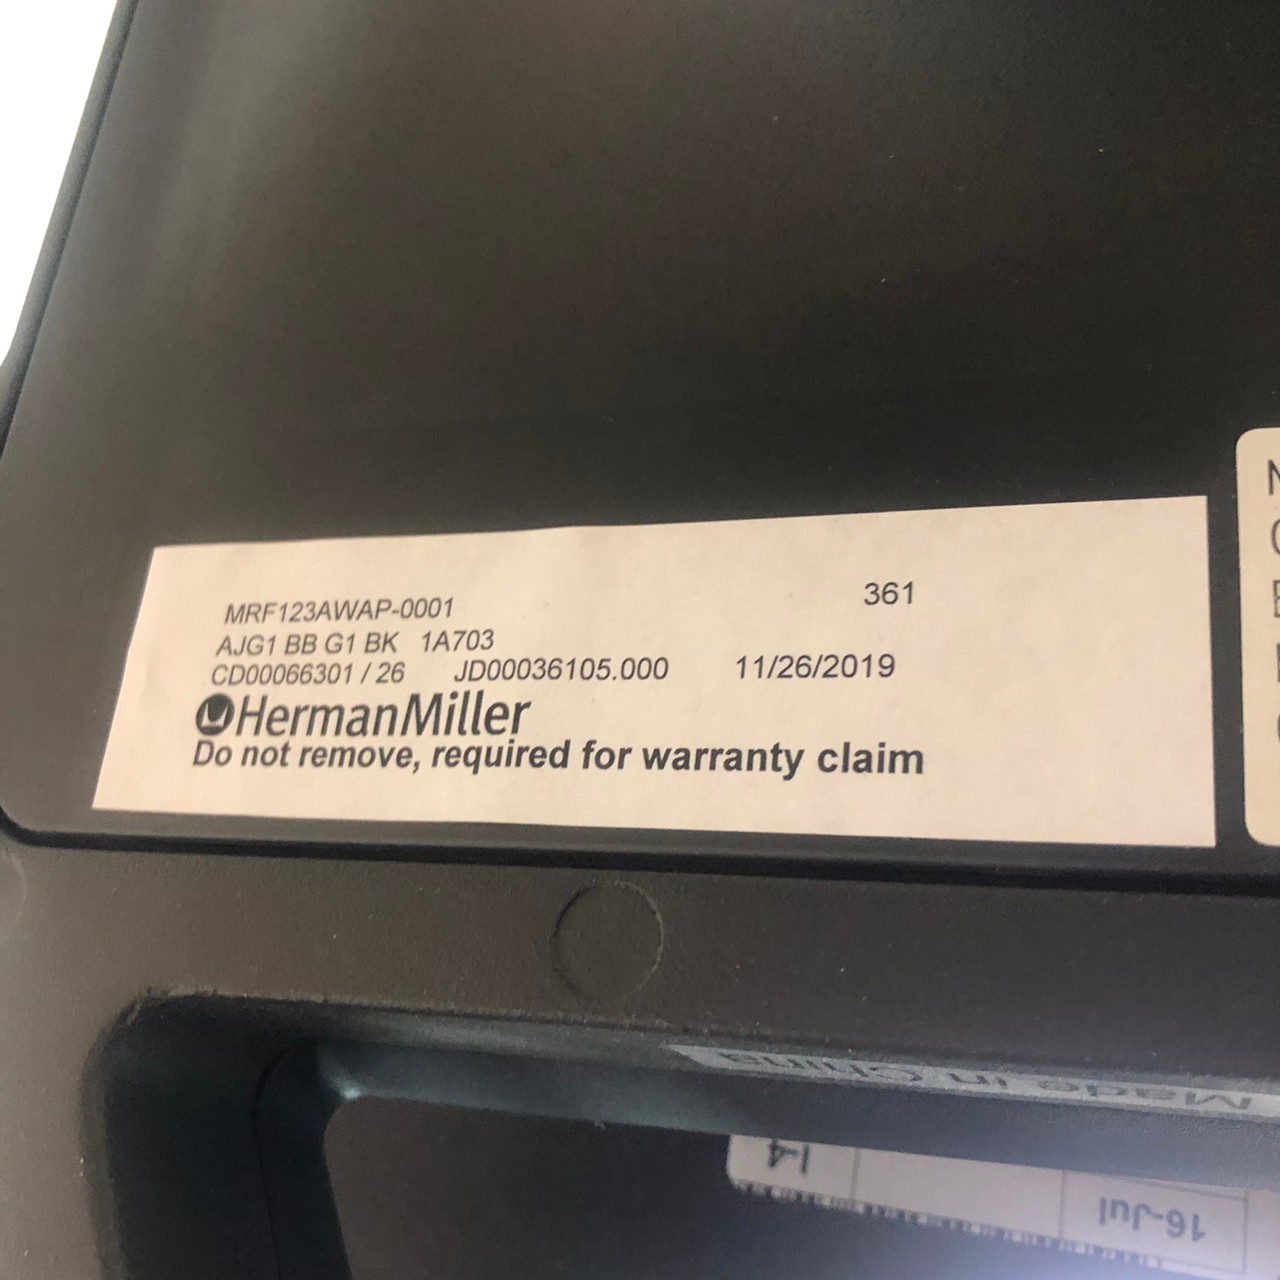 MRF123AWAP-0001 361
AJG1 BB G1 BK 1A703
CD00066301 / 26 JD00036105.000 11/26/2019
HermanMiller
Do not remove, required for warranty claim
Made in China
16-Jul